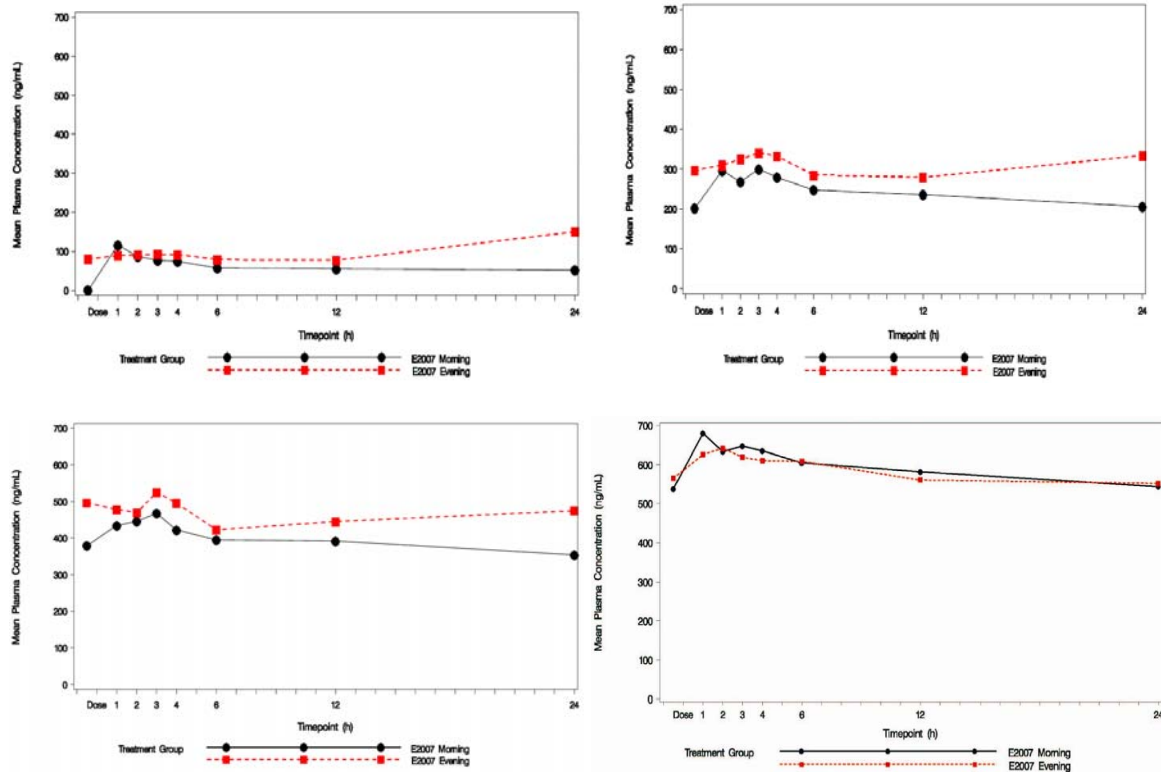 Mean Plasma Concentration (ng/mL)
700
600
500
400
300
200
100
0
Dose 1 2 3 4 6 12 24
Timepoint (h)
Treatment Group E2007 Morning
E2007 Evening
Mean Plasma Concentration (ng/mL)
700
600
500
400
300
200
100
0
Dose 1 2 3 4 6 12 24
Timepoint (h)
Treatment Group E2007 Morning
E2007 Evening
Mean Plasma Concentration (ng/mL)
700
600
500
400
300
200
100
0
Dose 1 2 3 4 6 12 24
Timepoint (h)
Treatment Group E2007 Morning
E2007 Evening
Mean Plasma Concentration (ng/mL)
700
600
500
400
300
200
100
0
Dose 1 2 3 4 6 12 24
Timepoint (h)
Treatment Group E2007 Morning
E2007 Evening